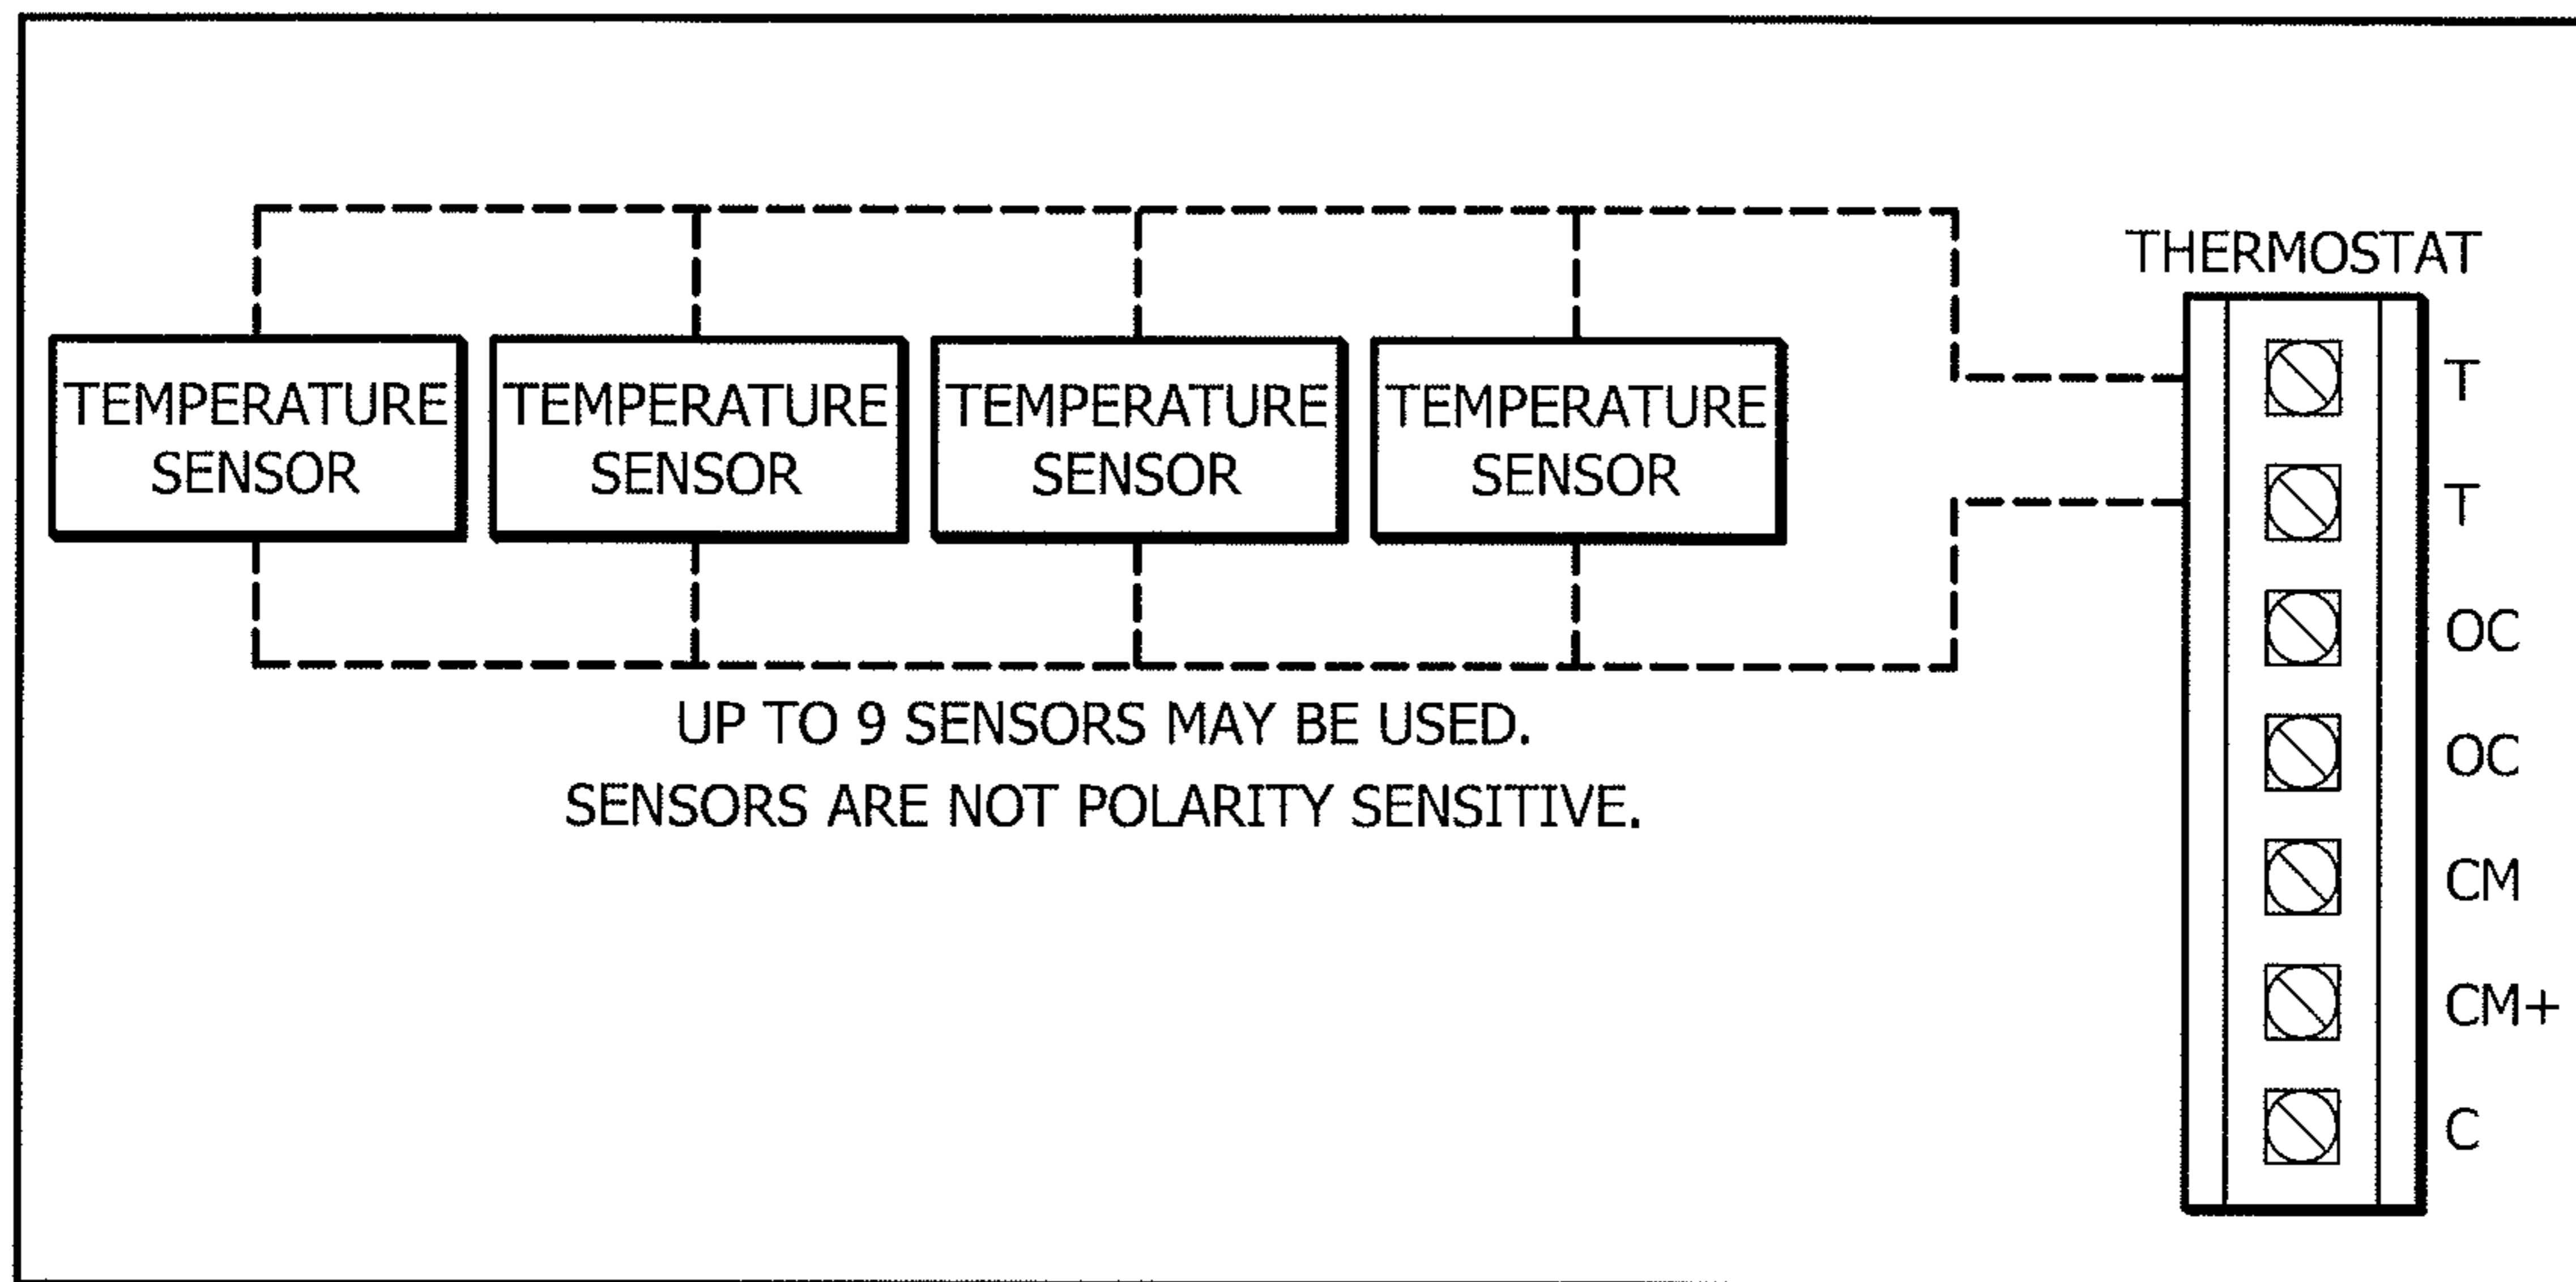 THERMOSTAT
TEMPERATURE
SENSOR
TEMPERATURE
SENSOR
TEMPERATURE
SENSOR
TEMPERATURE
SENSOR
T
T
OC
OC
CM
CM+
C
UP TO 9 SENSORS MAY BE USED.
SENSORS ARE NOT POLARITY SENSITIVE.